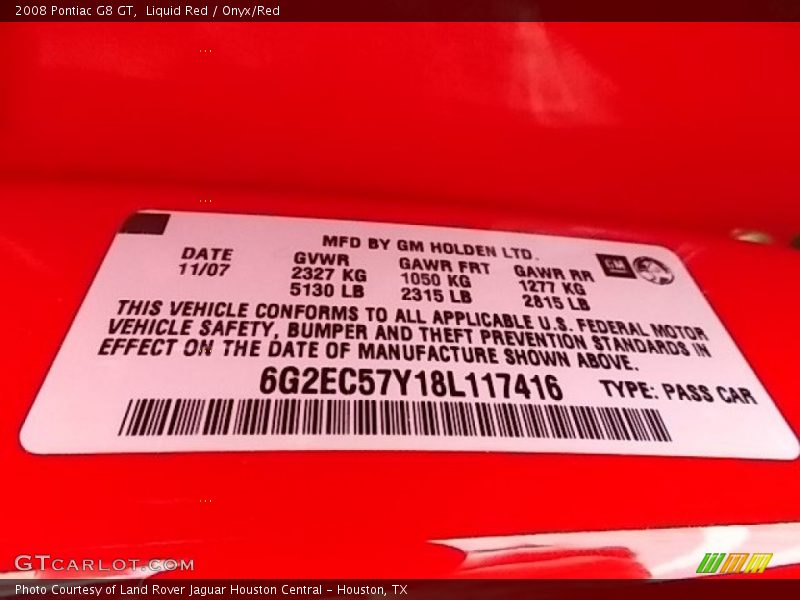 2008 Pontiac G8 GT,  Liquid Red / Onyx/Red
MFD BY GM HOLDEN LTD.
DATE
11/07
GVWR
2327 KG
5130 LB
GAWR FRT
1050 KG
2315 LB
GAWR RR
1277 KG
2815 LB
GM
THIS VEHICLE CONFORMS TO ALL APPLICABLE U.S. FEDERAL MOTOR
VEHICLE SAFETY, BUMPER AND THEFT PREVENTION STANDARDS IN
EFFECT ON THE DATE OF MANUFACTURE SHOWN ABOVE.
6G2EC57Y18L117416
TYPE: PASS CAR
GTCARLOT.COM
Photo Courtesy of Land Rover Jaguar Houston Central - Houston, TX